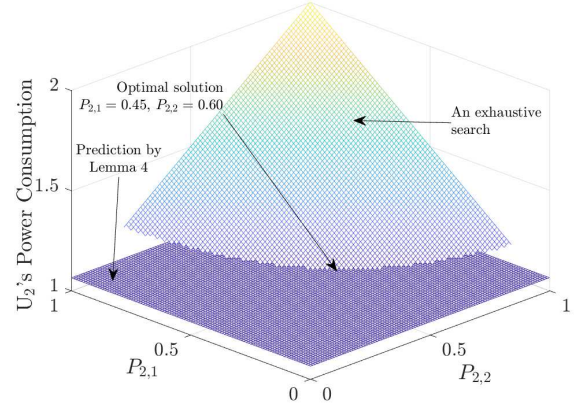 U₂'s Power Consumption
2
1.5
1
Optimal solution
P₂,₁ = 0.45, P₂,₂ = 0.60
Prediction by
Lemma 4
An exhaustive
search
1
0.5
0
P₂,₁
0
0.5
1
P₂,₂